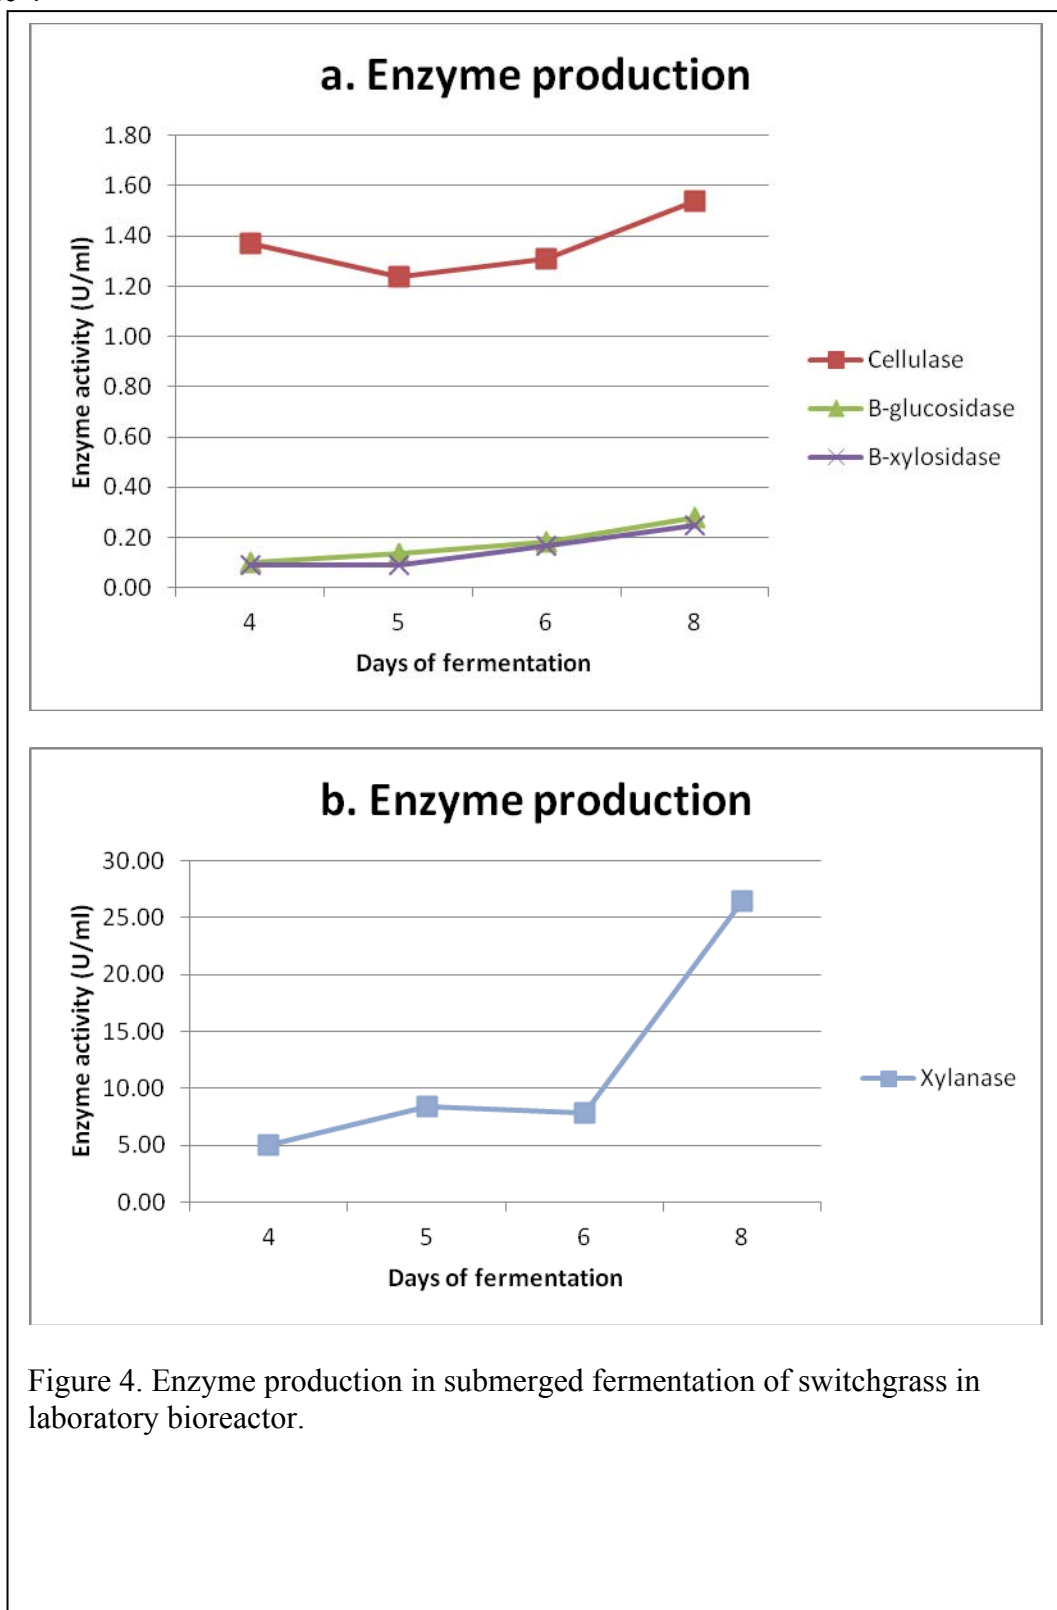 a. Enzyme production
1.80
1.60
1.40
1.20
1.00
0.80
0.60
0.40
0.20
0.00
Enzyme activity (U/ml)
4 5 6 8
Days of fermentation
Cellulase
B-glucosidase
B-xylosidase
b. Enzyme production
30.00
25.00
20.00
15.00
10.00
5.00
0.00
Enzyme activity (U/ml)
4 5 6 8
Days of fermentation
Xylanase
Figure 4. Enzyme production in submerged fermentation of switchgrass in
laboratory bioreactor.